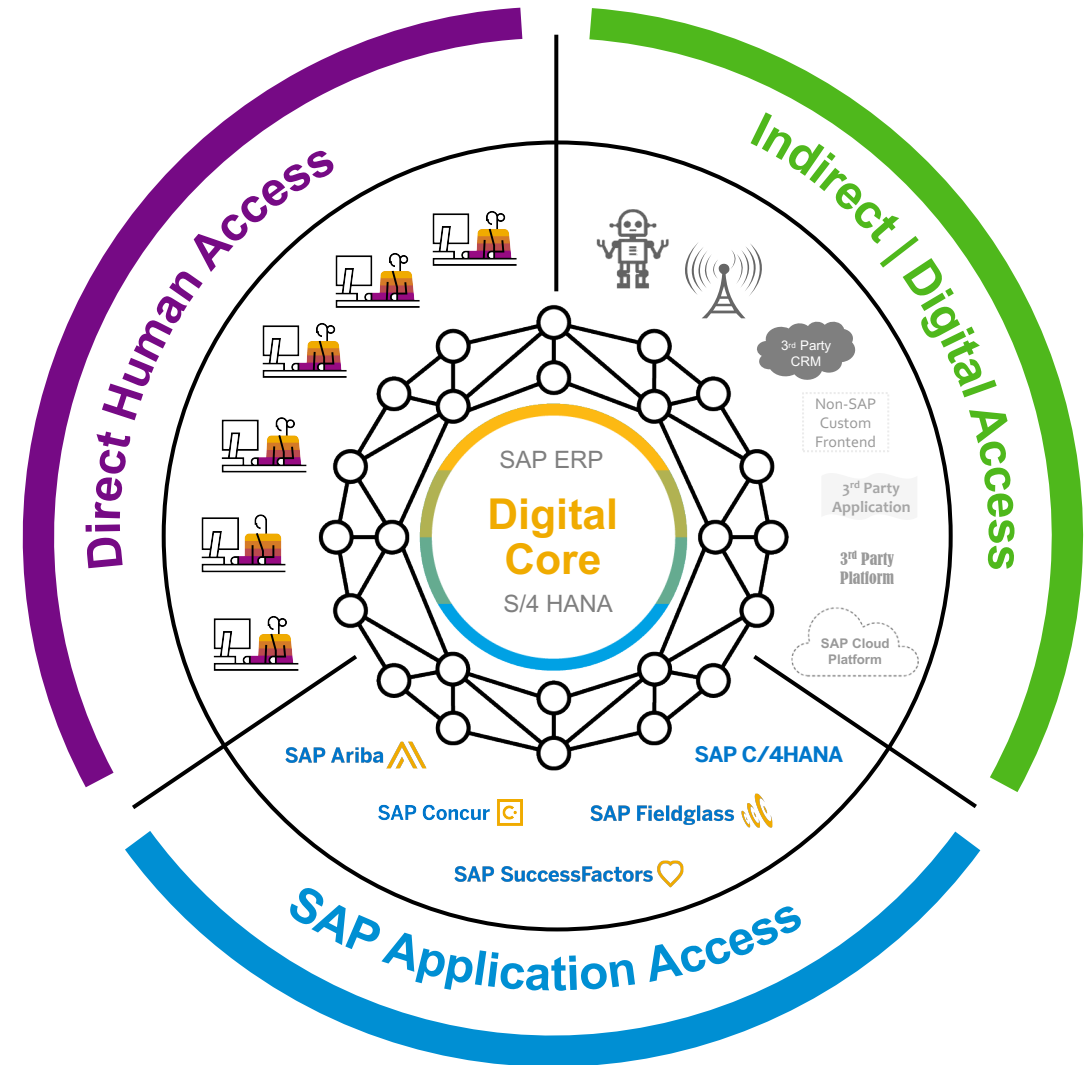 Direct Human Access
Indirect | Digital Access
3rd Party
CRM
Non-SAP
Custom
Frontend
3rd Party
Application
3rd Party
Platform
SAP Cloud
Platform
SAP ERP
Digital
Core
S/4 HANA
SAP Ariba
SAP C/4HANA
SAP Concur C
SAP Fieldglass
SAP SuccessFactors
SAP Application Access